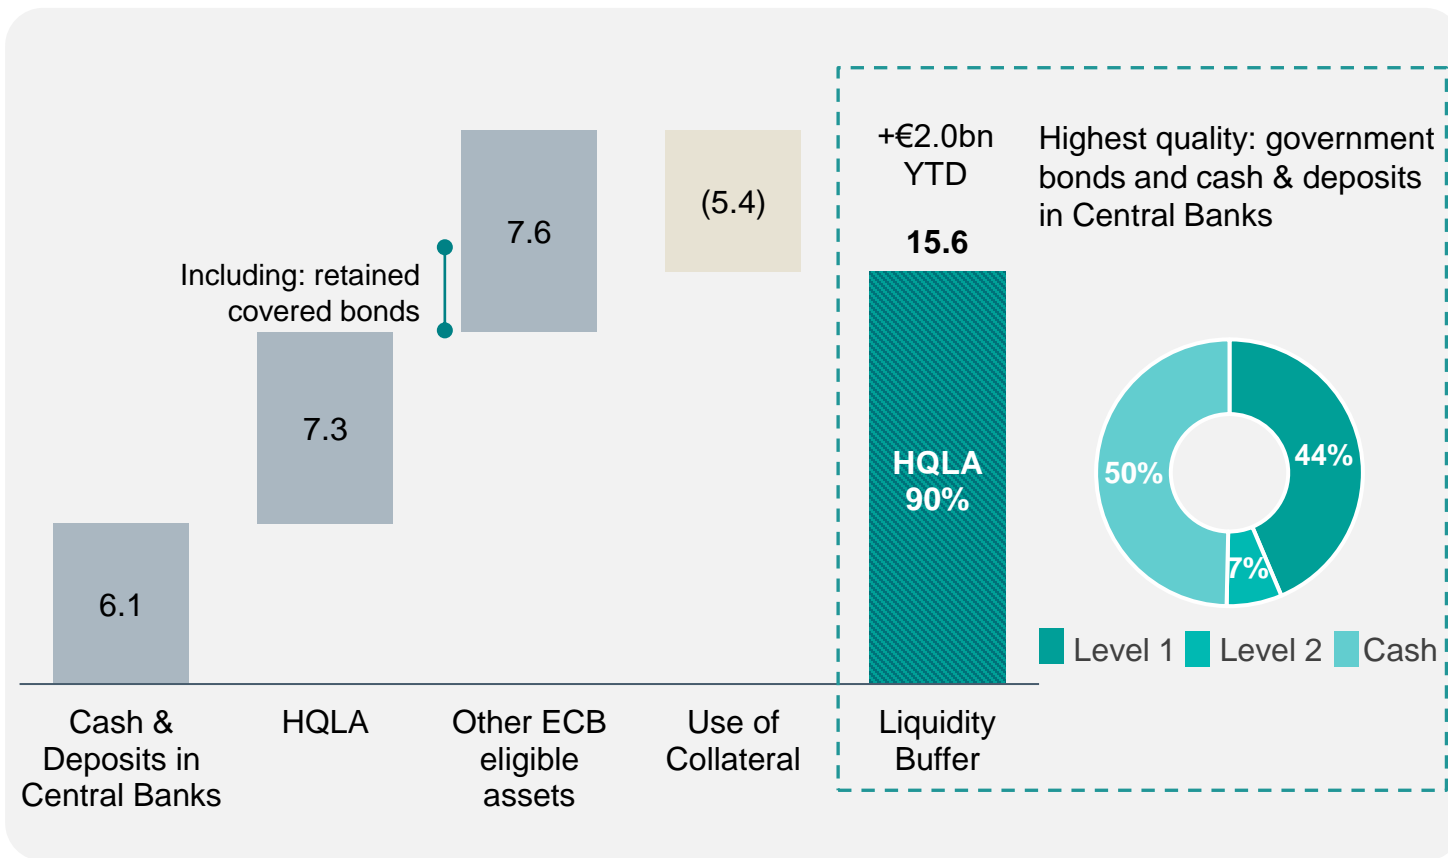 +€2.0bn
YTD
15.6
Highest quality: government
bonds and cash & deposits
in Central Banks
7.6
(5.4)
Including: retained
covered bonds
7.3
6.1
HQLA
90%
50%
44%
7%
Level 1
Level 2
Cash
Cash &
Deposits in
Central Banks
HQLA
Other ECB
eligible
assets
Use of
Collateral
Liquidity
Buffer